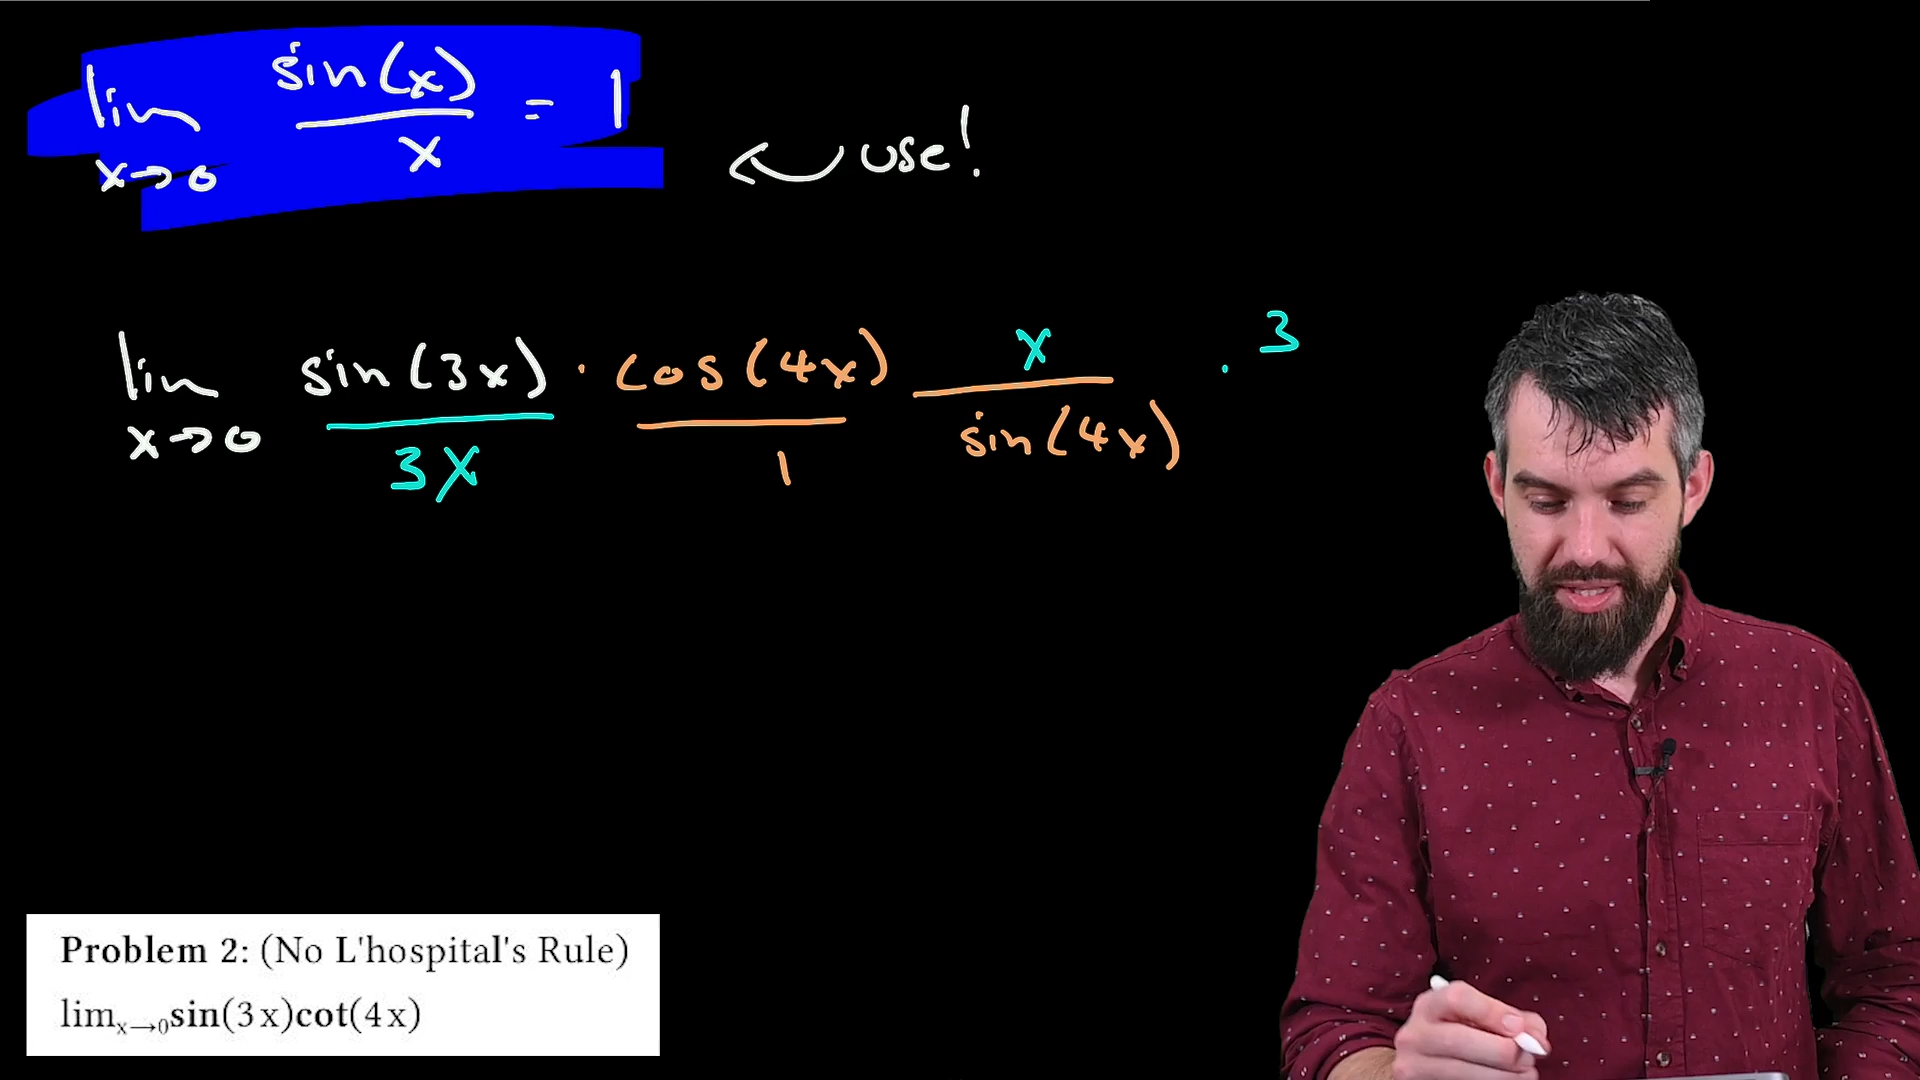 lim x→0 sin(x)/x = 1
← use!
lim x→0 sin(3x)/3x · cos(4x)/1 x/sin(4x) · 3
Problem 2: (No L'hospital's Rule)
limₓ→₀sin(3x)cot(4x)